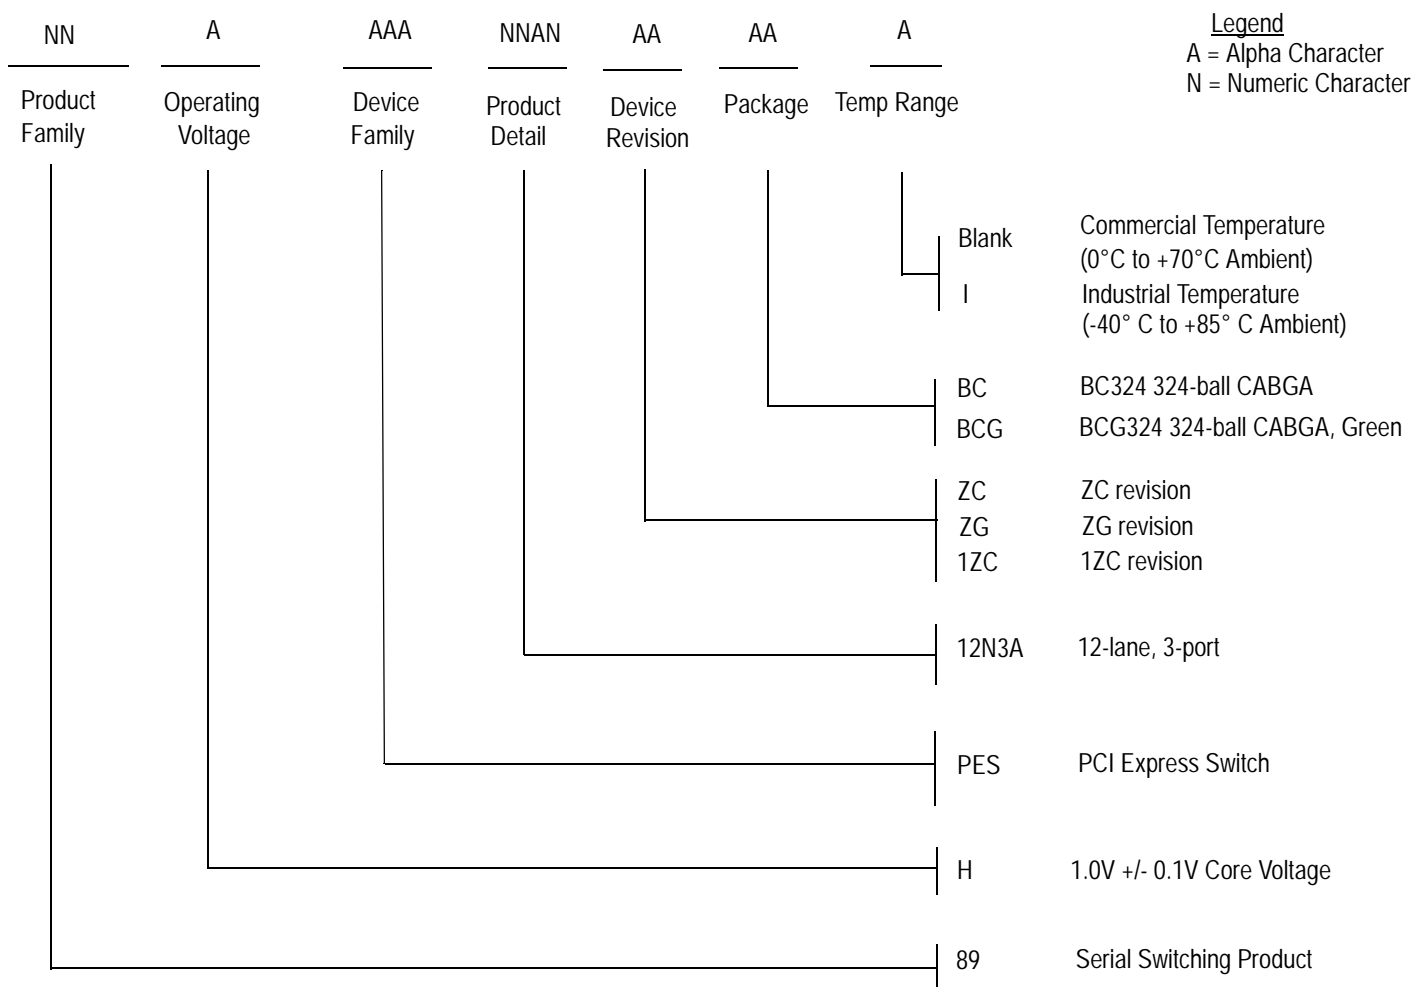 NN A AAA NNAN AA AA A
Legend
A = Alpha Character
N = Numeric Character
Product
Family
Operating
Voltage
Device
Family
Product
Detail
Device
Revision
Package
Temp Range
Blank Commercial Temperature
(0°C to +70°C Ambient)
I Industrial Temperature
(-40° C to +85° C Ambient)
BC BC324 324-ball CABGA
BCG BCG324 324-ball CABGA, Green
ZC ZC revision
ZG ZG revision
1ZC 1ZC revision
12N3A 12-lane, 3-port
PES PCI Express Switch
H 1.0V +/- 0.1V Core Voltage
89 Serial Switching Product